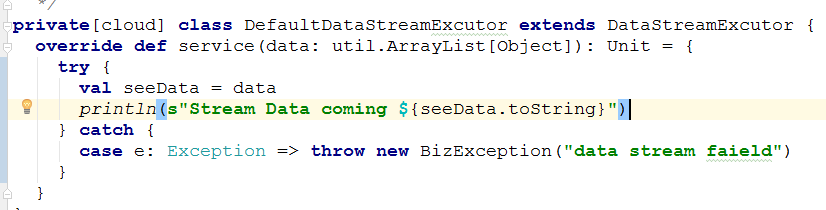 */
private[cloud] class DefaultDataStreamExcutor extends DataStreamExcutor {
override def service(data: util.ArrayList[Object]): Unit = {
try {
val seeData = data
println(s"Stream Data coming ${seeData.toString}")
} catch {
case e: Exception => throw new BizException("data stream faield")
}
}